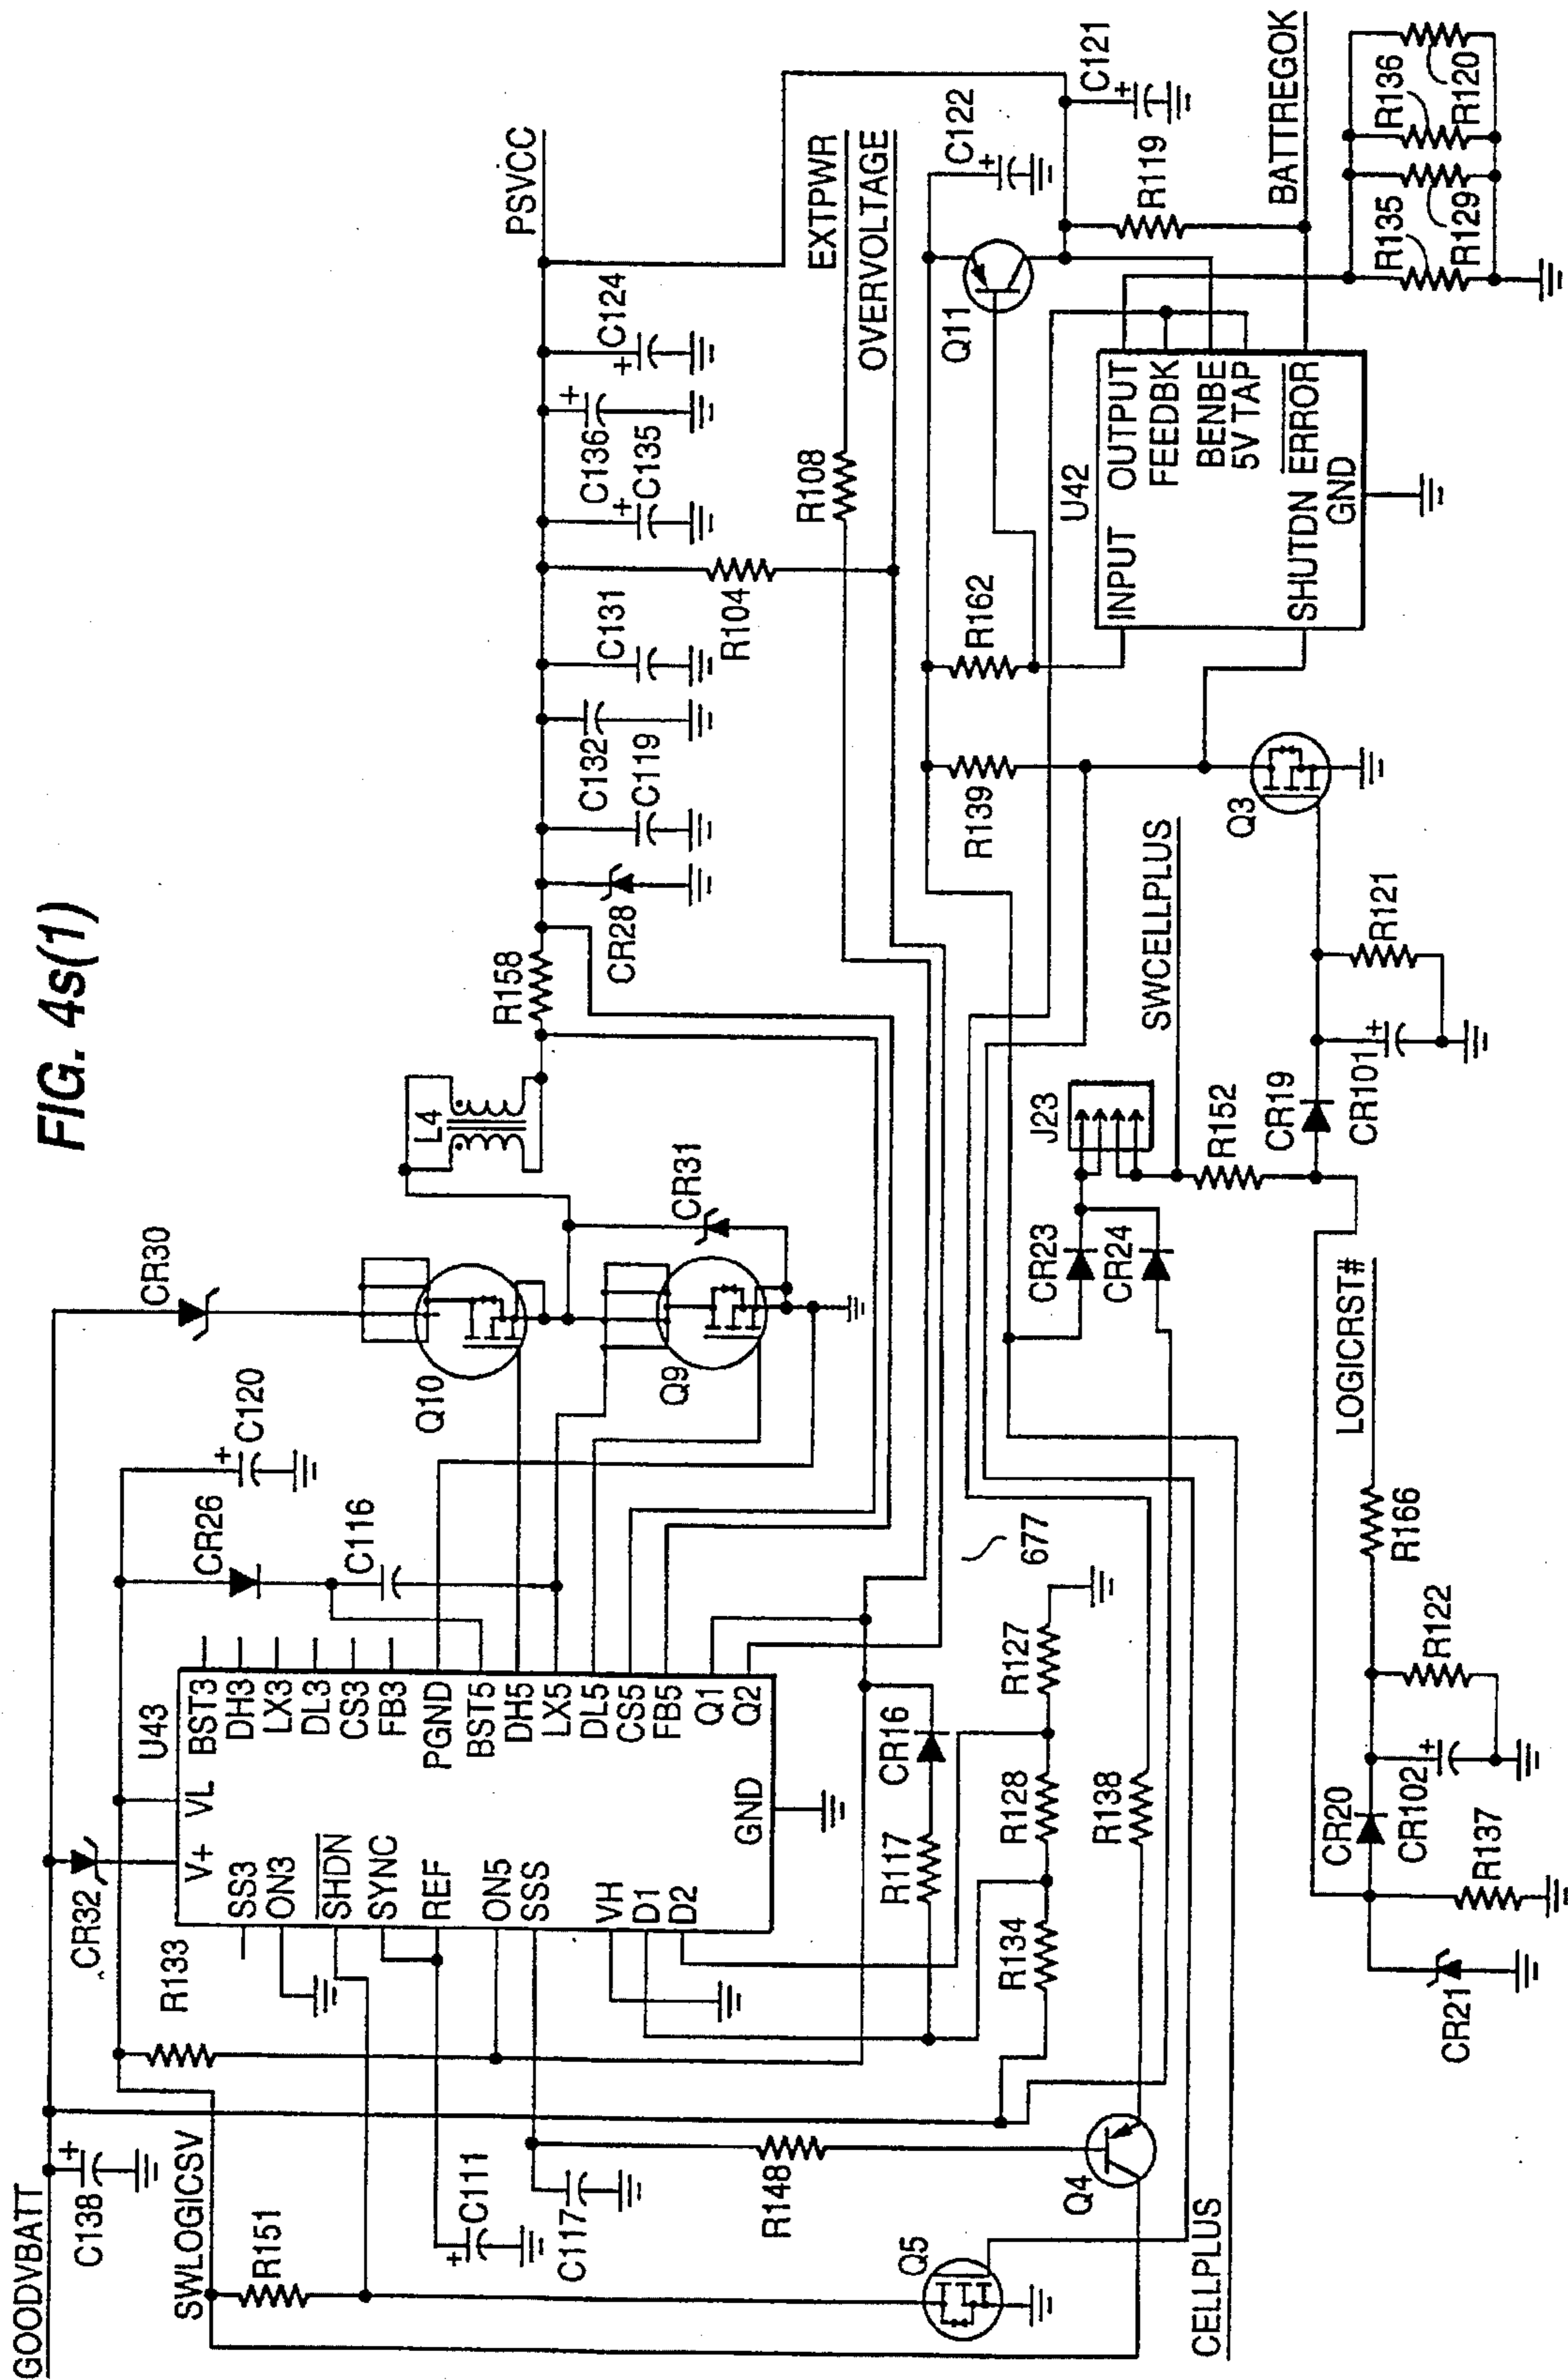 FIG. 4s(1)
GOODVBATT
C138
SWLOGICSV
R151
R133
CR32
C111
C117
R148
Q5
Q4
CELLPLUS
U43
V+
VL
SS3
ON3
SHDN
SYNC
REF
ON5
SSS
VH
D1
D2
GND
BST3
DH3
LX3
DL3
CS3
FB3
PGND
BST5
DH5
LX5
DL5
CS5
FB5
Q1
Q2
CR26
C116
C120
CR30
Q10
Q9
CR31
L4
R158
CR28
C119
C132
C131
R104
C135
C136
C124
PSVCC
R108
EXTPWR
OVERVOLTAGE
R117
CR16
R134
R128
R127
677
R138
CR23
CR24
J23
SWCELLPLUS
R152
CR19
CR101
R121
Q3
R139
R162
Q11
C122
C121
R119
U42
INPUT
OUTPUT
FEEDBK
BENBE
5V TAP
SHUTDN
ERROR
GND
BATTREGOK
R135
R129
R136
R120
LOGICRST#
R166
R122
CR20
CR102
R137
CR21